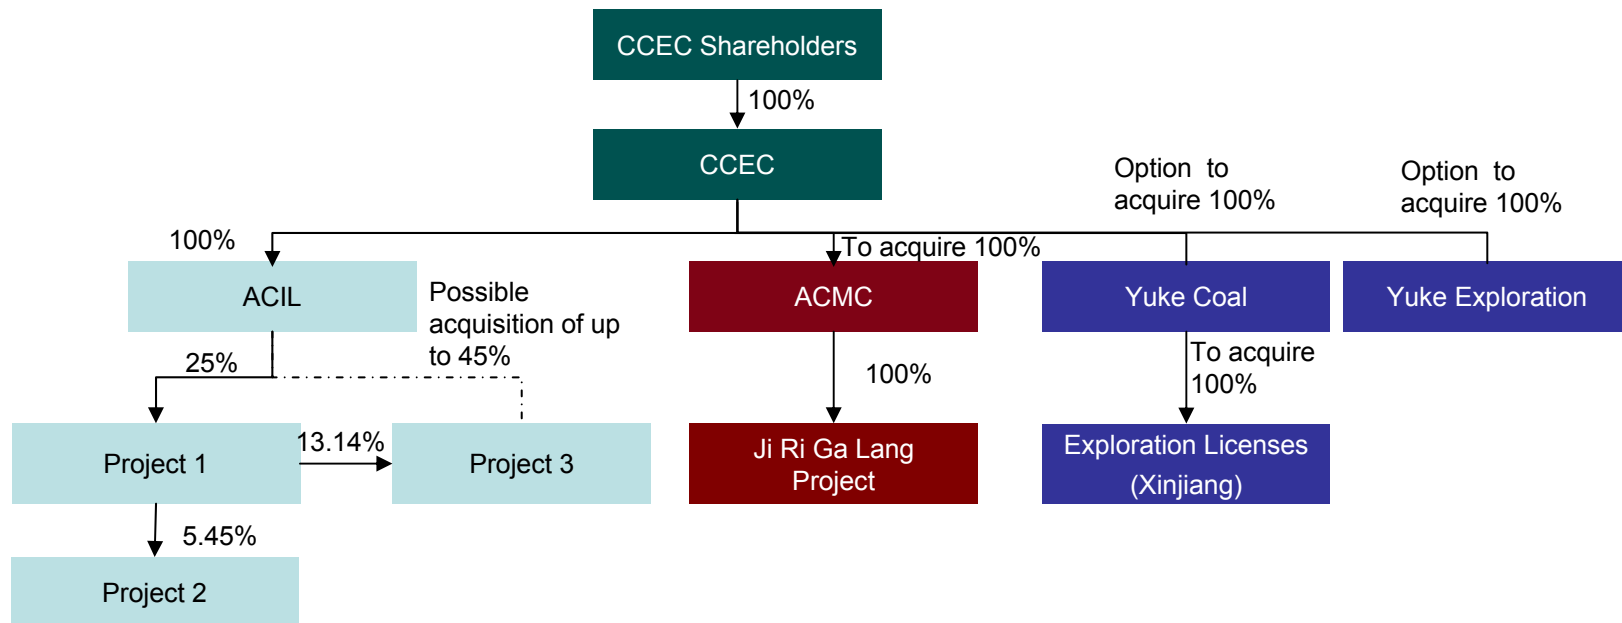 CCEC Shareholders
100%
CCEC
Option to
acquire 100%
Option to
acquire 100%
100%
To acquire 100%
ACIL
Possible
acquisition of up
to 45%
ACMC
Yuke Coal
Yuke Exploration
25%
100%
To acquire
100%
Project 1
13.14%
Project 3
Ji Ri Ga Lang
Project
Exploration Licenses
(Xinjiang)
5.45%
Project 2